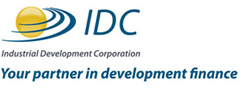 IDC
Industrial Development Corporation
Your partner in development finance